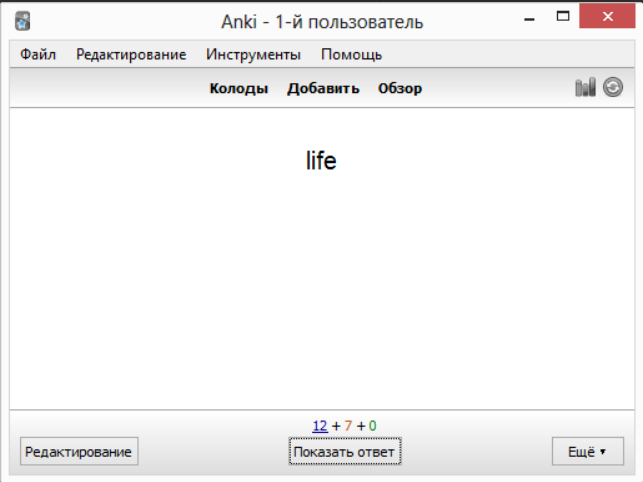 Anki - 1-й пользователь
Файл Редактирование Инструменты Помощь
Колоды Добавить Обзор
life
12 + 7 + 0
Редактирование Показать ответ Ещё ▾